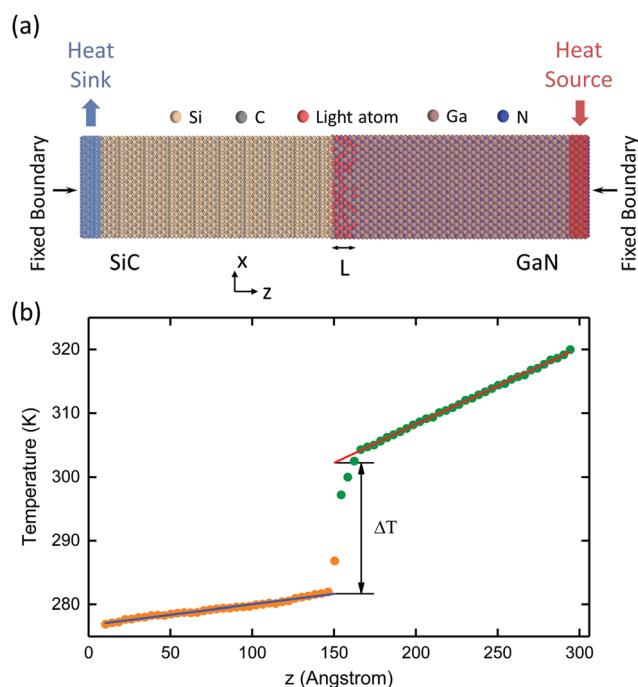 (a)
Heat
Sink
Heat
Source
Si C Light atom Ga N
Fixed Boundary
Fixed Boundary
SiC
L
GaN
x
z
(b)
320
310
300
290
280
Temperature (K)
ΔT
0 50 100 150 200 250 300
z (Angstrom)